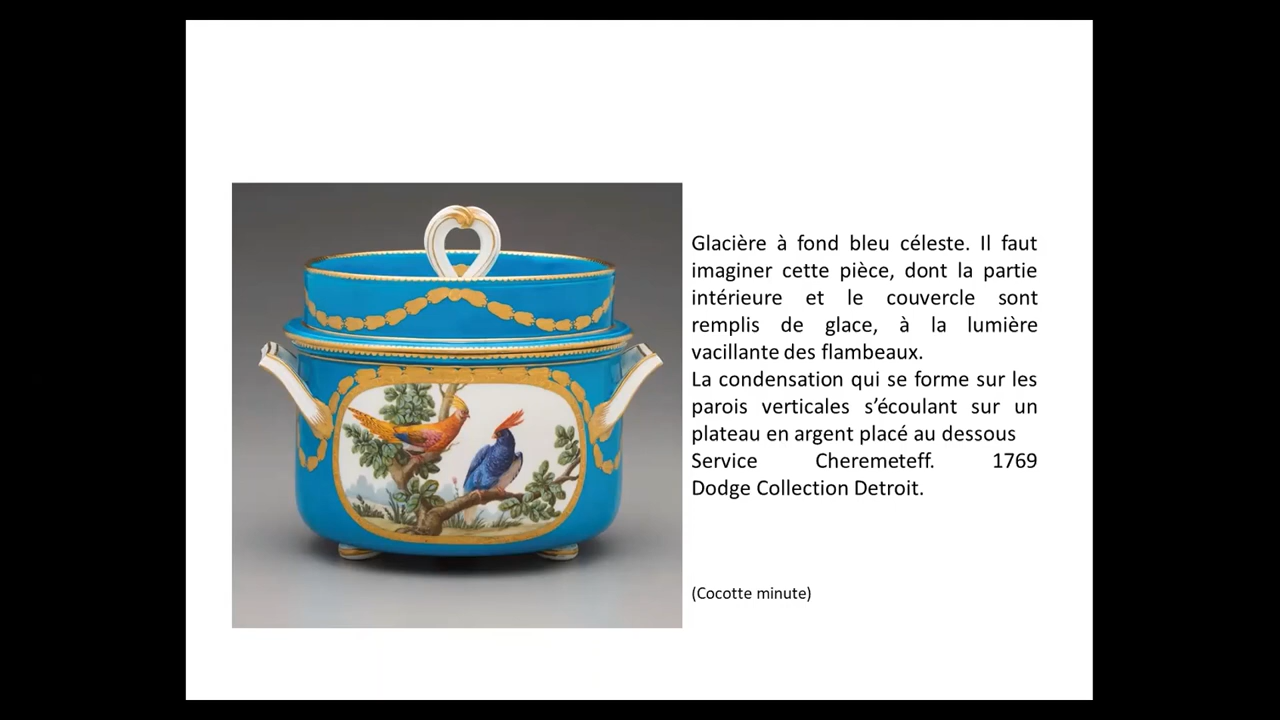 Glacière à fond bleu céleste. Il faut
imaginer cette pièce, dont la partie
intérieure et le couvercle sont
remplis de glace, à la lumière
vacillante des flambeaux.
La condensation qui se forme sur les
parois verticales s’écoulant sur un
plateau en argent placé au dessous
Service Cheremeteff. 1769
Dodge Collection Detroit.
(Cocotte minute)